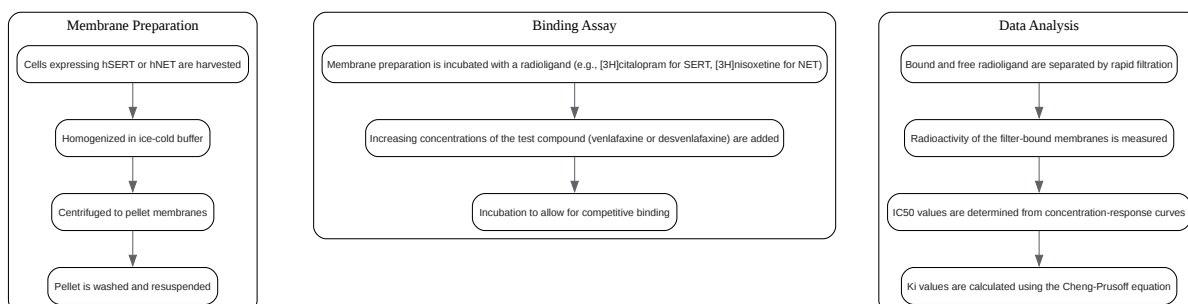 Membrane Preparation
Cells expressing hSERT or hNET are harvested
Homogenized in ice-cold buffer
Centrifuged to pellet membranes
Pellet is washed and resuspended
Binding Assay
Membrane preparation is incubated with a radioligand (e.g., [3H]citalopram for SERT, [3H]nisoxetine for NET)
Increasing concentrations of the test compound (venlafaxine or desvenlafaxine) are added
Incubation to allow for competitive binding
Data Analysis
Bound and free radioligand are separated by rapid filtration
Radioactivity of the filter-bound membranes is measured
IC50 values are determined from concentration-response curves
Ki values are calculated using the Cheng-Prusoff equation